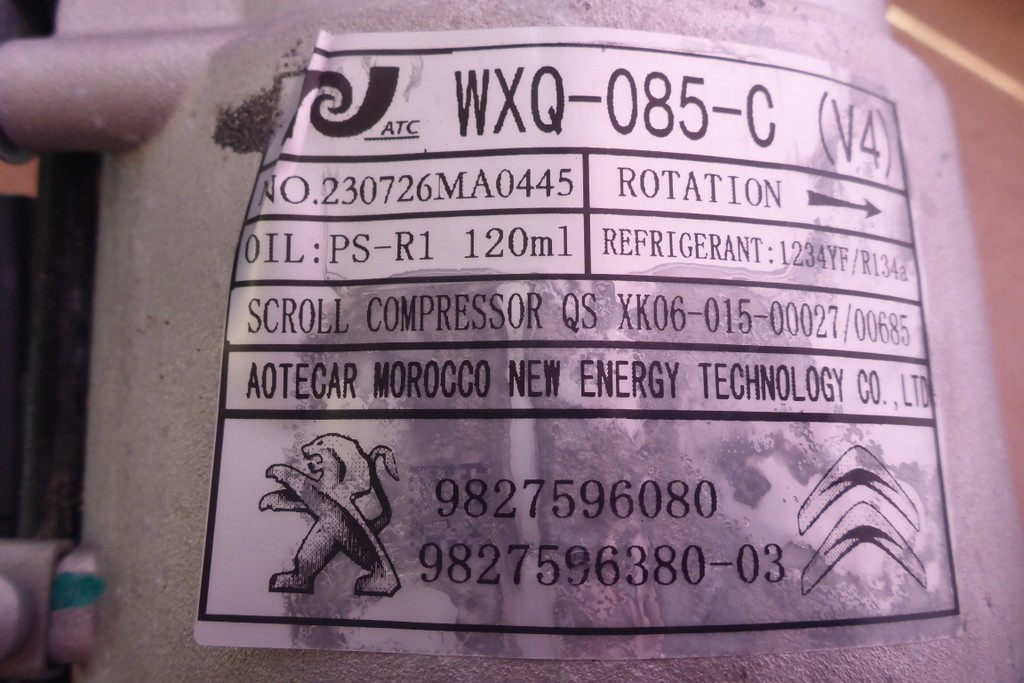 ATC WXQ-085-C (V4)
NO.230726MA0445 ROTATION
OIL:PS-R1 120ml REFRIGERANT:1234YF/R134a
SCROLL COMPRESSOR QS XK06-015-00027/00685
AOTECAR MOROCCO NEW ENERGY TECHNOLOGY CO.,LTD
9827596080
9827596380-03